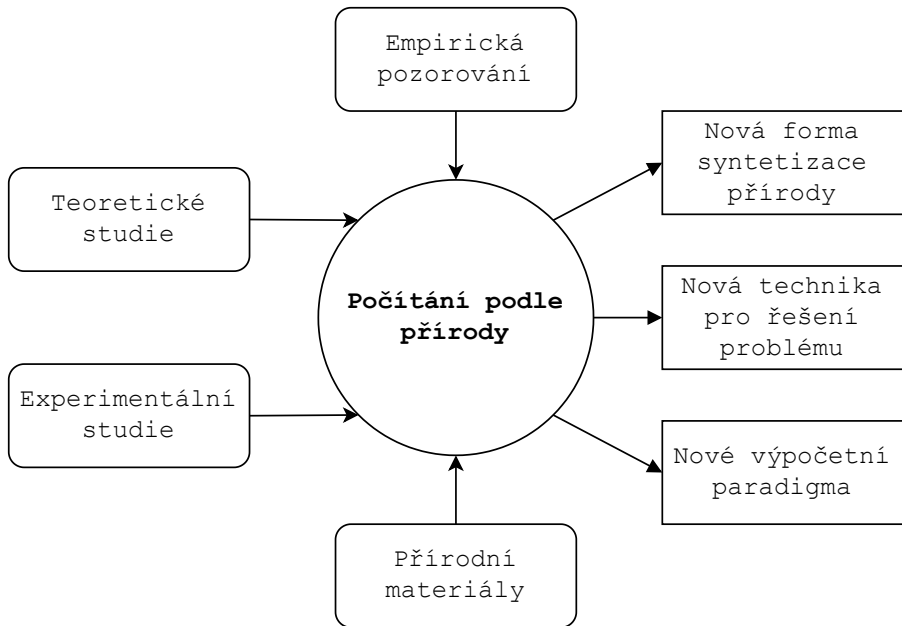 Empirická
pozorování
Nová forma
syntetizace
přírody
Teoretické
studie
Počítání podle
přírody
Nová technika
pro řešení
problému
Experimentální
studie
Nové výpočetní
paradigma
Přírodní
materiály